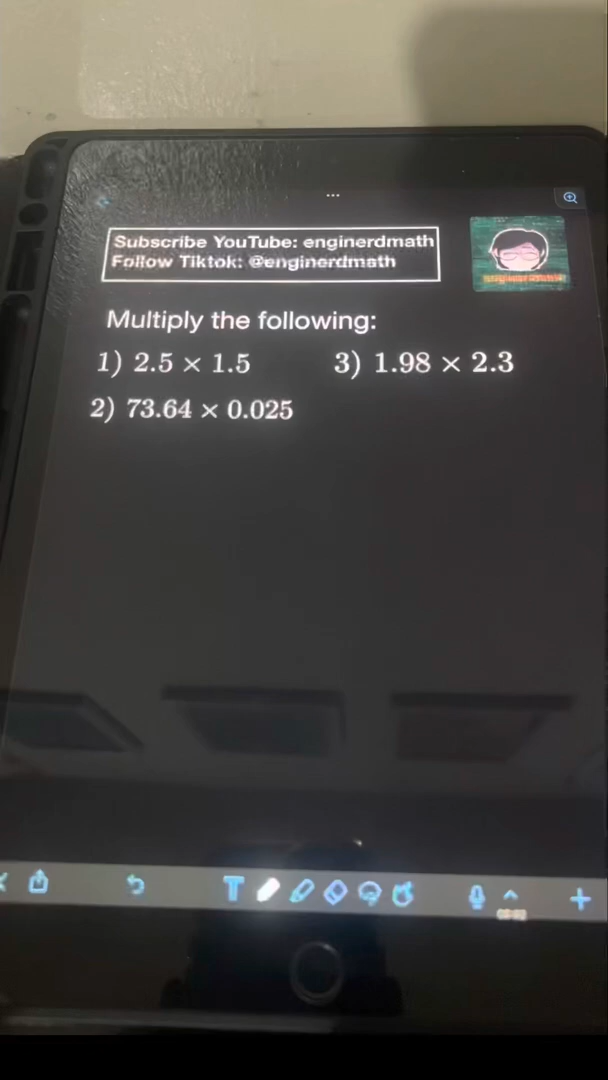 Subscribe YouTube: enginerdmath
Follow Tiktok: @enginerdmath
Multiply the following:
1) 2.5 × 1.5
3) 1.98 × 2.3
2) 73.64 × 0.025
T